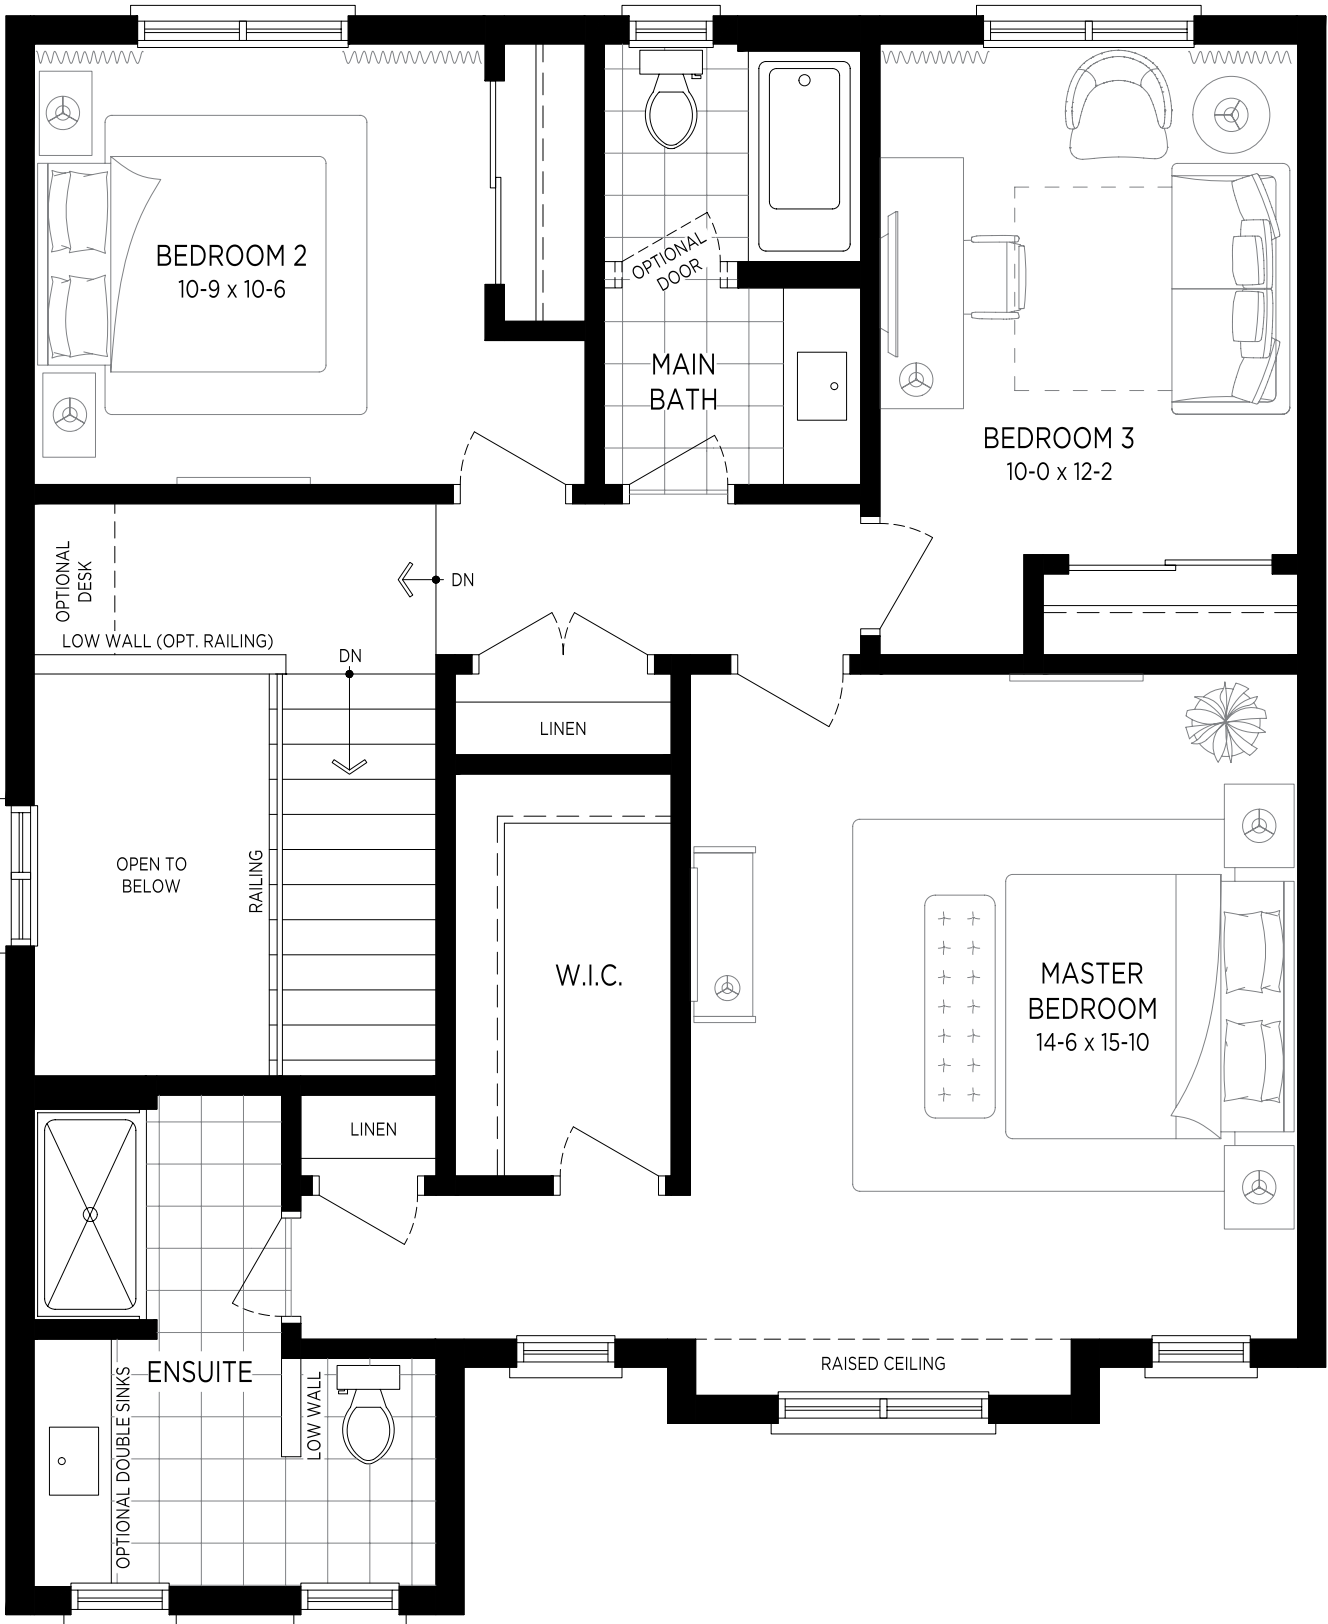 BEDROOM 2
10-9 x 10-6
OPTIONAL
DOOR
MAIN
BATH
BEDROOM 3
10-0 x 12-2
OPTIONAL
DESK
DN
LOW WALL (OPT. RAILING)
DN
LINEN
OPEN TO
BELOW
RAILING
W.I.C.
MASTER
BEDROOM
14-6 x 15-10
LINEN
RAISED CEILING
ENSUITE
LOW WALL
OPTIONAL DOUBLE SINKS